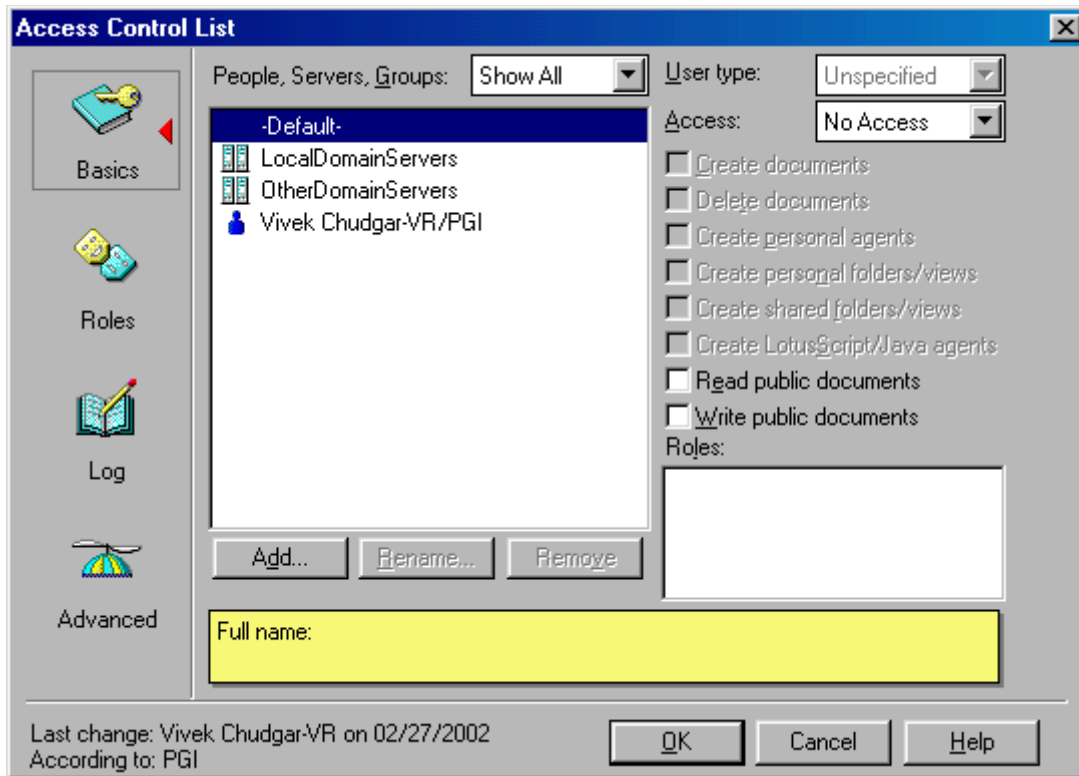 Access Control List
Basics
Roles
Log
Advanced
People, Servers, Groups: Show All
-Default-
LocalDomainServers
OtherDomainServers
Vivek Chudgar-VR/PGI
Add... Rename... Remove
User type: Unspecified
Access: No Access
Create documents
Delete documents
Create personal agents
Create personal folders/views
Create shared folders/views
Create LotusScript/Java agents
Read public documents
Write public documents
Roles:
Full name:
Last change: Vivek Chudgar-VR on 02/27/2002
According to: PGI
OK Cancel Help